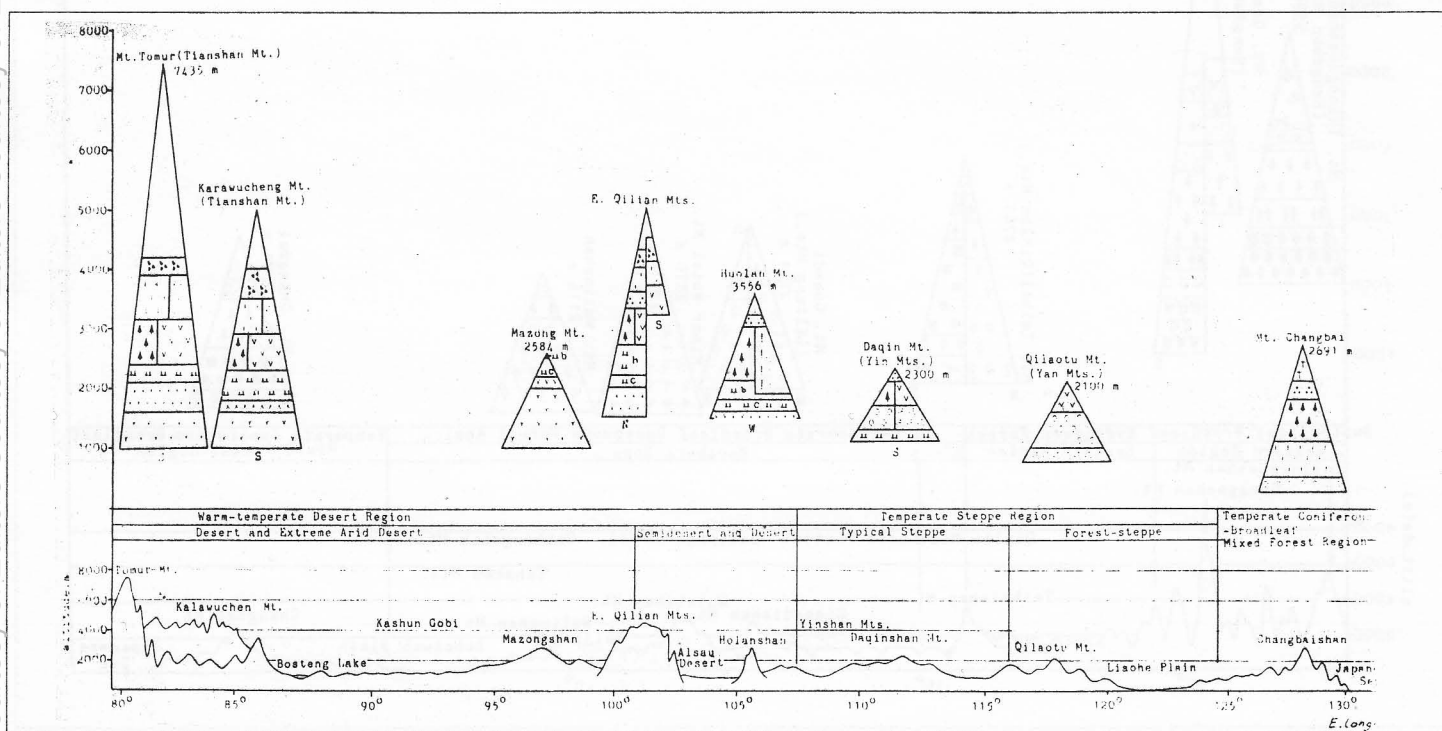 8000
Mt.Tomur(Tianshan Mt.)
7435 m
7000
6000
Karawucheng Mt.
(Tianshan Mt.)
5000
E. Qilian Mts.
4000
Huolan Mt.
3556 m
S
Mazong Mt.
2584 m
b
c
h
c
N
b
c
W
Daqin Mt.
(Yin Mts.)
2300 m
Qilaotu Mt.
(Yan Mts.)
2100 m
Mt. Changbai
2691 m
T
T
2000
S
S
Warm-temperate Desert Region
Temperate Steppe Region
Temperate Coniferou
-Broadleaf
Mixed Forest Region
Desert and Extreme Arid Desert
Semidesert and Desert
Typical Steppe
Forest-steppe
8000
Tomur-Mt.
Kalawuchen Mt.
Kashun Gobi
Qilian Mts.
Yinshan Mts.
Mazongshan
Holanshan
Daqinshan Mt.
Changbaishan
Qilaotu Mt.
2000
Bosteng Lake
Alsau
Desert
Lisohe Plain
Japan
80°
85°
90°
95°
100°
105°
110°
115°
120°
125°
130°
E.long